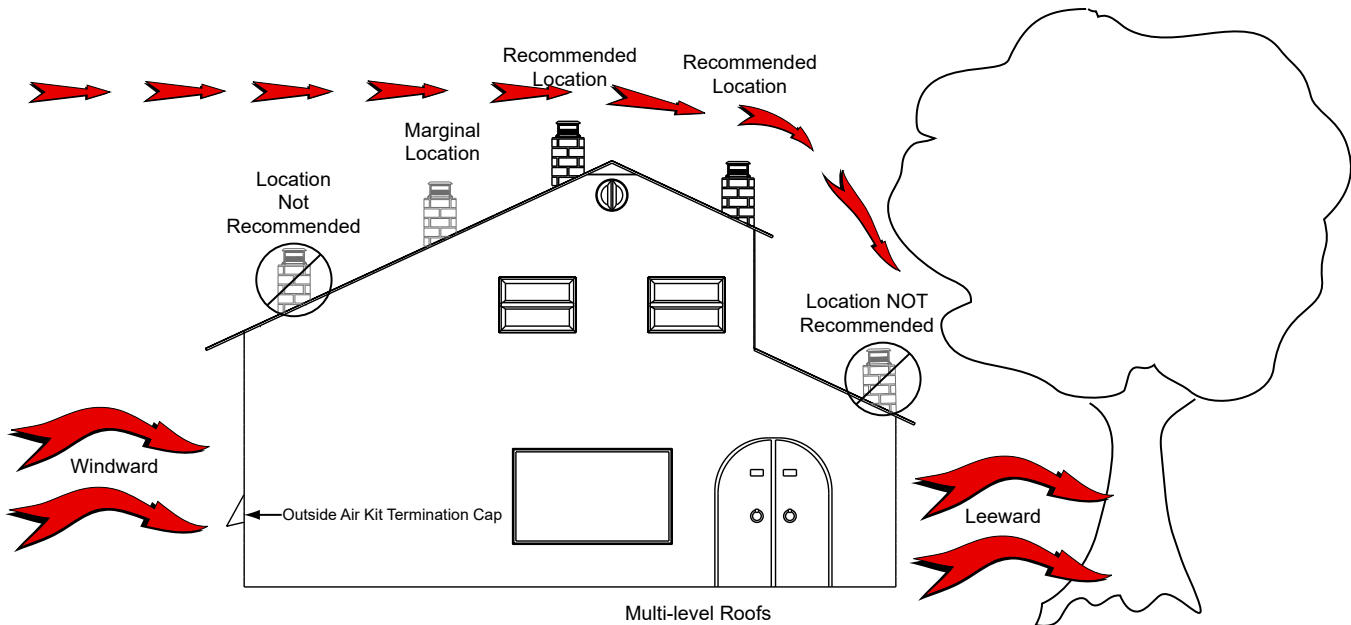 Recommended
Location
Recommended
Location
Marginal
Location
Location
Not
Recommended
Location NOT
Recommended
Windward
Outside Air Kit Termination Cap
Leeward
Multi-level Roofs